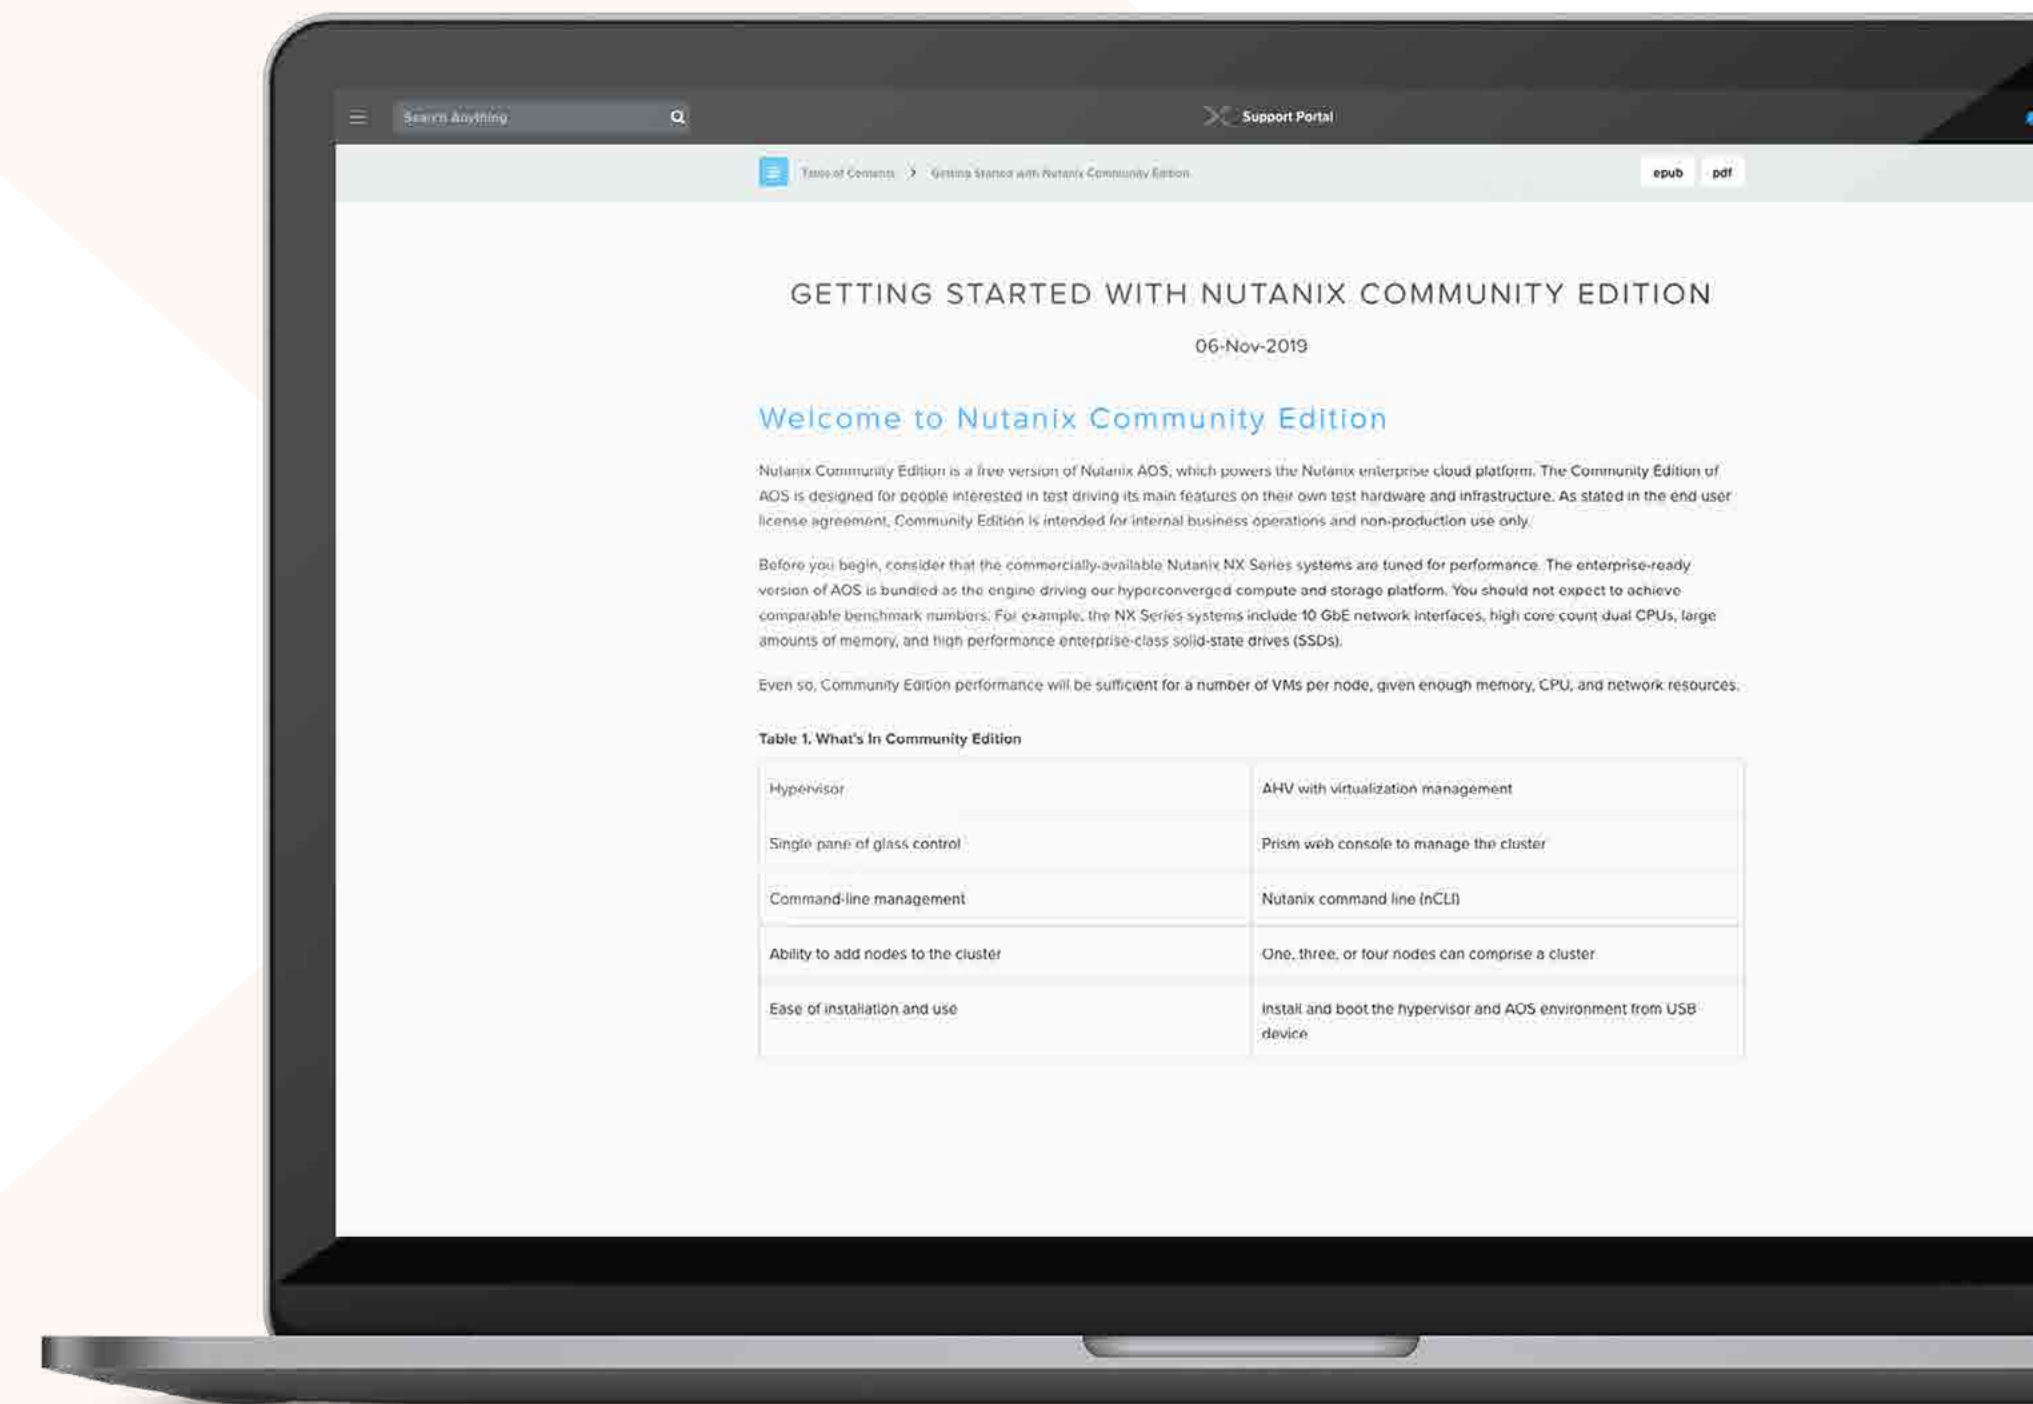 Search Anything
Support Portal
Table of Contents > Getting Started with Nutanix Community Edition
epub
pdf
GETTING STARTED WITH NUTANIX COMMUNITY EDITION
06-Nov-2019
Welcome to Nutanix Community Edition
Nutanix Community Edition is a free version of Nutanix AOS, which powers the Nutanix enterprise cloud platform. The Community Edition of
AOS is designed for people interested in test driving its main features on their own test hardware and infrastructure. As stated in the end user
license agreement, Community Edition is intended for internal business operations and non-production use only.
Before you begin, consider that the commercially-available Nutanix NX Series systems are tuned for performance. The enterprise-ready
version of AOS is bundled as the engine driving our hyperconverged compute and storage platform. You should not expect to achieve
comparable benchmark numbers. For example, the NX Series systems include 10 GbE network interfaces, high core count dual CPUs, large
amounts of memory, and high performance enterprise-class solid-state drives (SSDs).
Even so, Community Edition performance will be sufficient for a number of VMs per node, given enough memory, CPU, and network resources.
Table 1. What's In Community Edition
Hypervisor
AHV with virtualization management
Single pane of glass control
Prism web console to manage the cluster
Command-line management
Nutanix command line (nCLI)
Ability to add nodes to the cluster
One, three, or four nodes can comprise a cluster
Ease of installation and use
Install and boot the hypervisor and AOS environment from USB
device